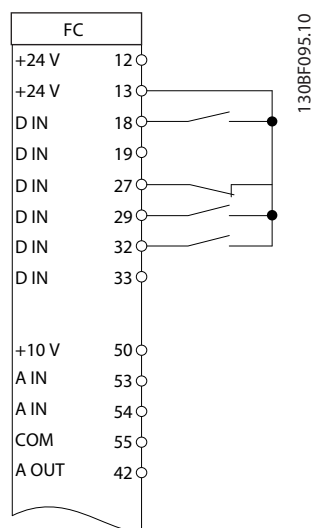 FC
+24 V 12
+24 V 13
D IN 18
D IN 19
D IN 27
D IN 29
D IN 32
D IN 33
+10 V 50
A IN 53
A IN 54
COM 55
A OUT 42
130BF095.10